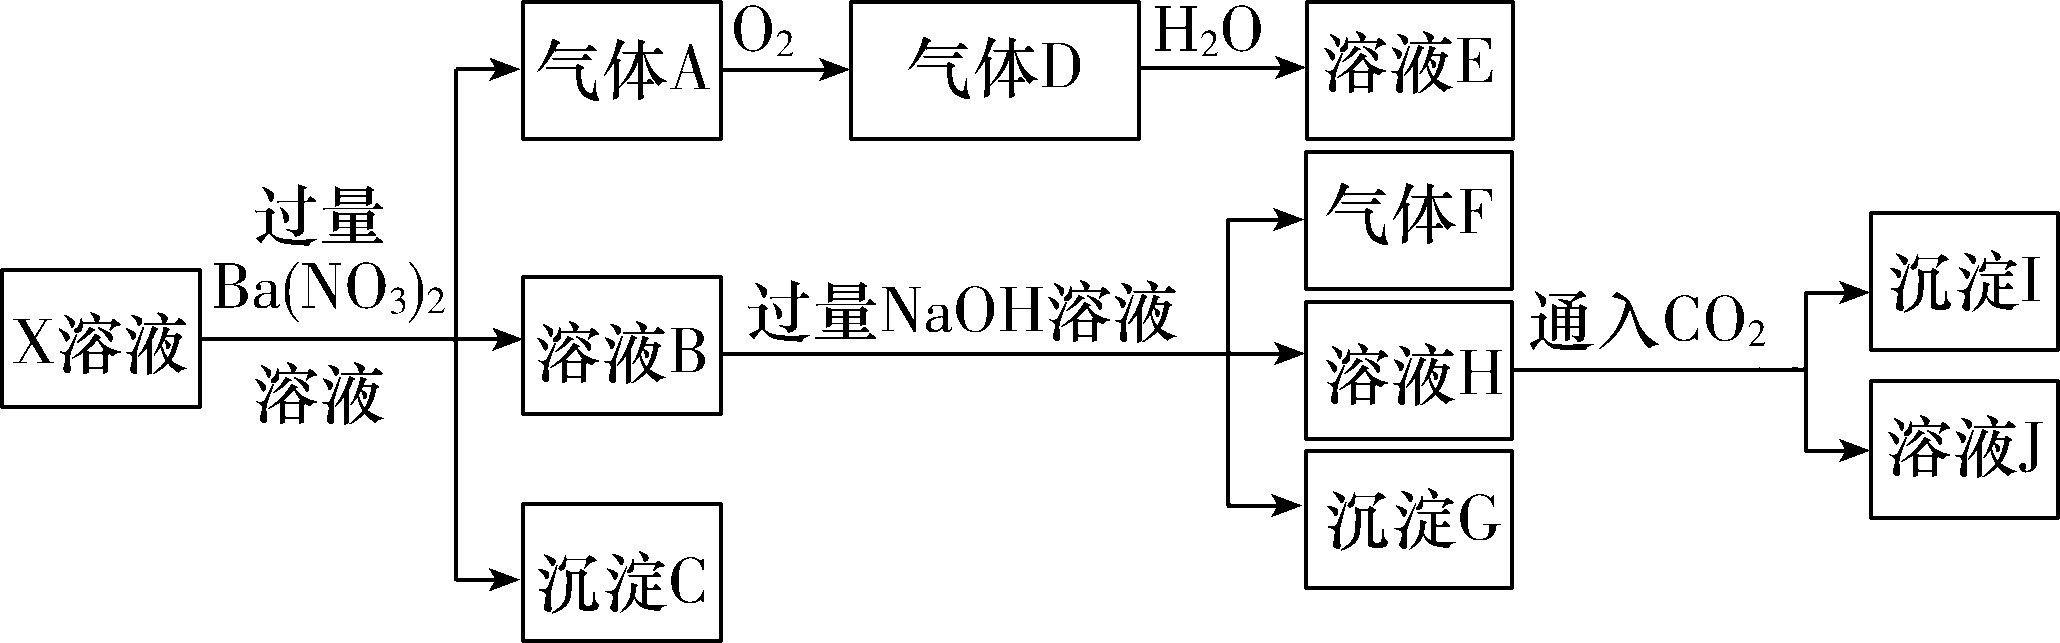 气体A
O₂
气体D
H₂O
溶液E
过量
Ba(NO₃)₂
溶液
X溶液
溶液B
过量NaOH溶液
气体F
溶液H
通入CO₂
沉淀I
溶液J
沉淀G
沉淀C